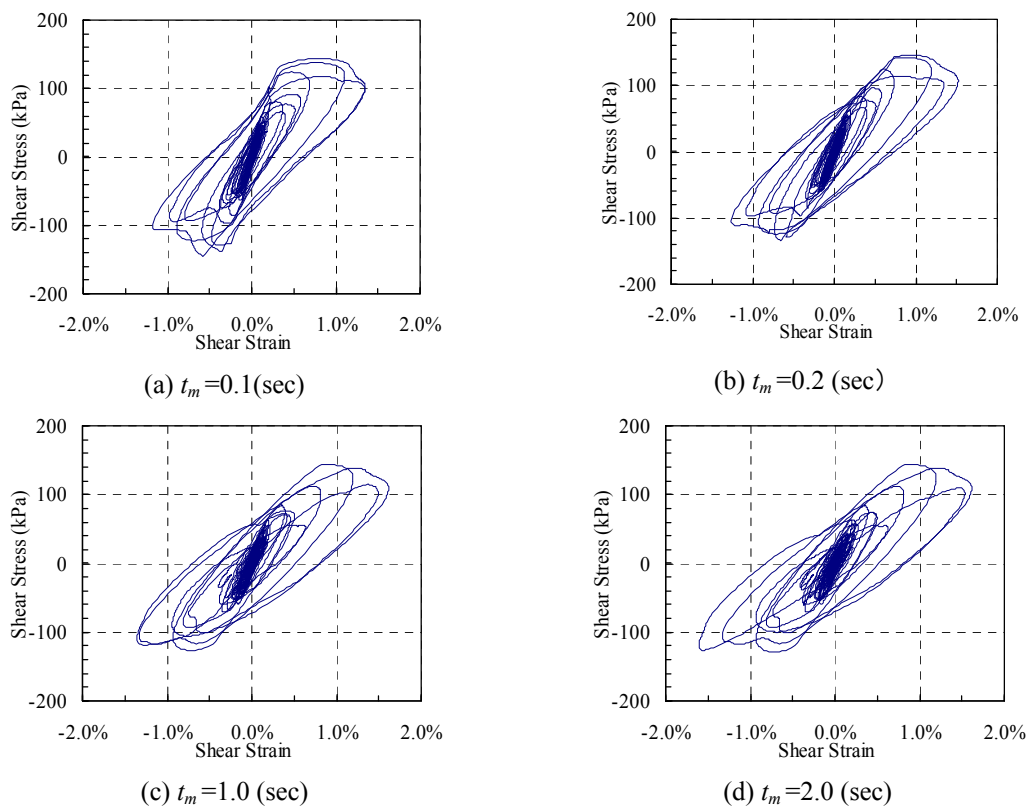 200
100
0
-100
-200
Shear Stress (kPa)
-2.0% -1.0% 0.0% 1.0% 2.0%
Shear Strain
(a) tm =0.1(sec)
200
100
0
-100
-200
Shear Stress (kPa)
-2.0% -1.0% 0.0% 1.0% 2.0%
Shear Strain
(b) tm =0.2 (sec)
200
100
0
-100
-200
Shear Stress (kPa)
-2.0% -1.0% 0.0% 1.0% 2.0%
Shear Strain
(c) tm =1.0 (sec)
200
100
0
-100
-200
Shear Stress (kPa)
-2.0% -1.0% 0.0% 1.0% 2.0%
Shear Strain
(d) tm =2.0 (sec)